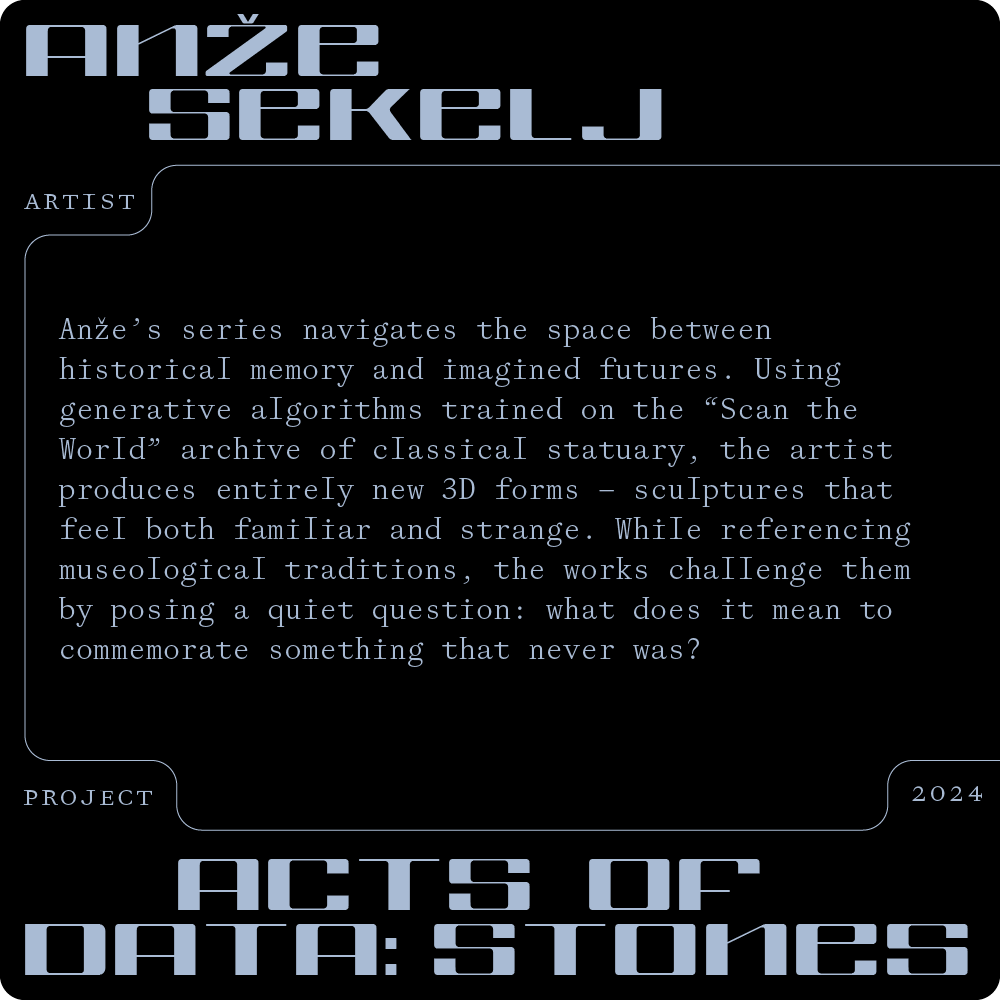 ANŽE
SEKELJ
ARTIST
Anže’s series navigates the space between
historical memory and imagined futures. Using
generative algorithms trained on the “Scan the
World” archive of classical statuary, the artist
produces entirely new 3D forms – sculptures that
feel both familiar and strange. While referencing
museological traditions, the works challenge them
by posing a quiet question: what does it mean to
commemorate something that never was?
PROJECT
2024
ACTS OF
DATA: STONES